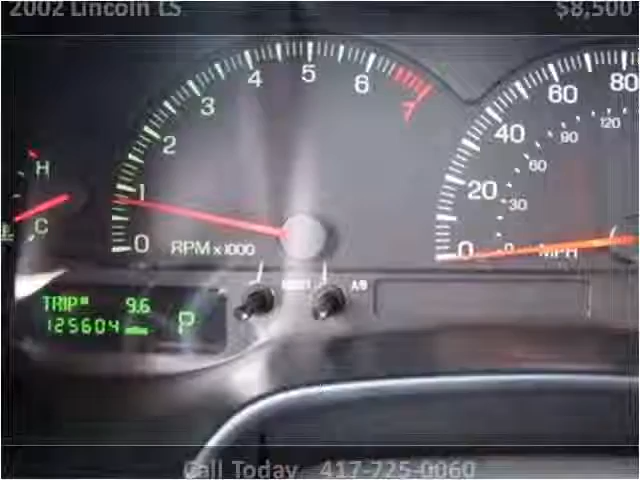 2002 Lincoln LS $8,500
0 1 2 3 4 5 6 7
RPM x1000
H
C
0 20 40 60 80
30 60 90 120
MPH
A/B
TRIP 9.6
125604 P
Call Today 417-725-0060